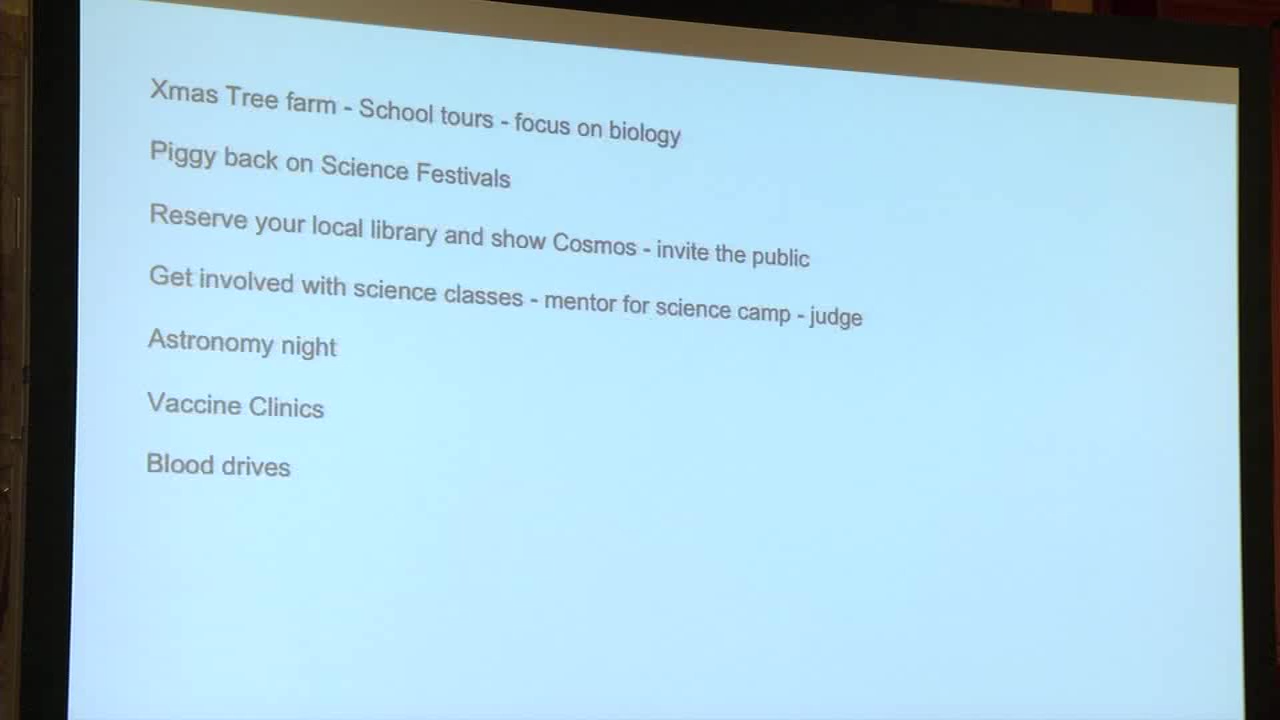 Xmas Tree farm - School tours - focus on biology
Piggy back on Science Festivals
Reserve your local library and show Cosmos - invite the public
Get involved with science classes - mentor for science camp - judge
Astronomy night
Vaccine Clinics
Blood drives